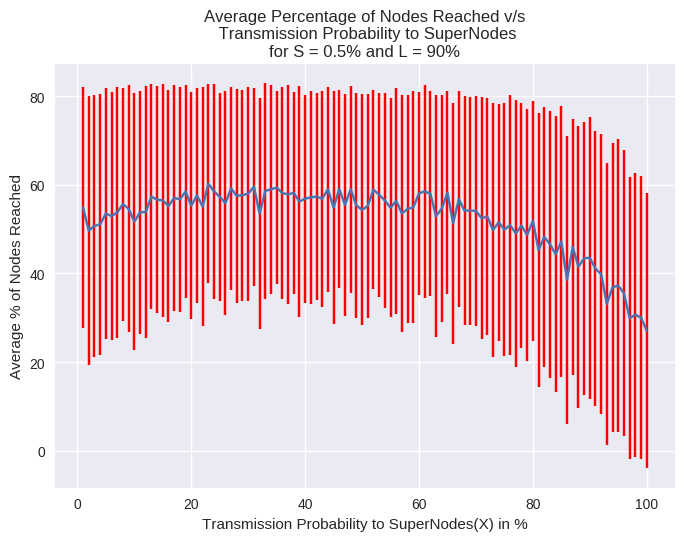 Average Percentage of Nodes Reached v/s
Transmission Probability to SuperNodes
for S = 0.5% and L = 90%
80
60
40
20
0
Average % of Nodes Reached
0 20 40 60 80 100
Transmission Probability to SuperNodes(X) in %